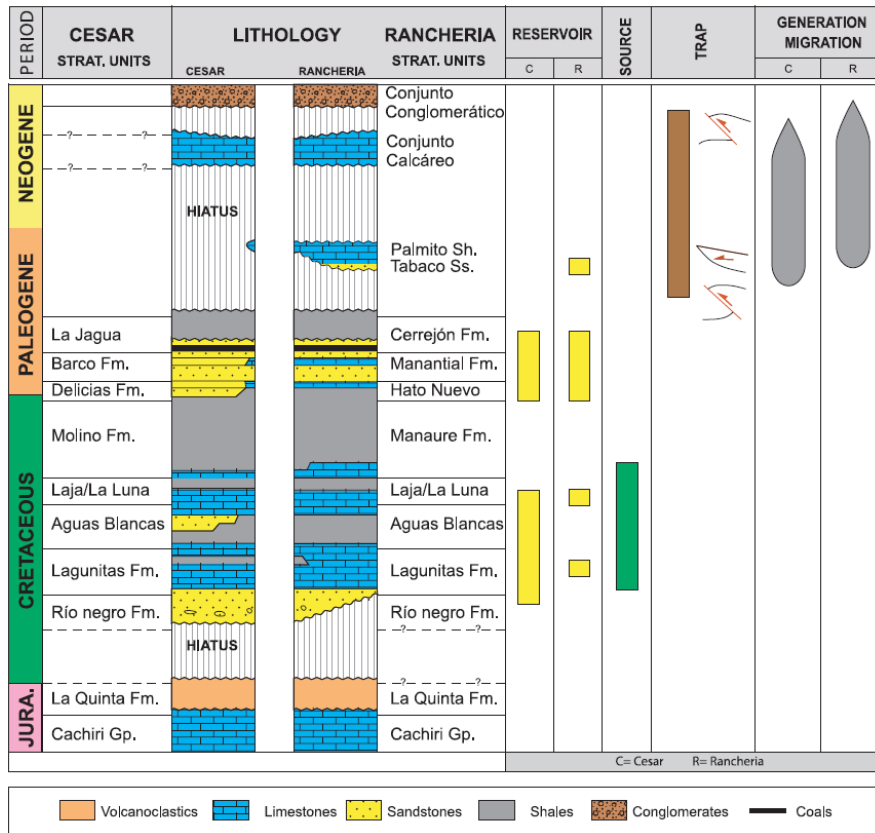 PERIOD
CESAR
STRAT. UNITS
LITHOLOGY
CESAR
RANCHERIA
RANCHERIA
STRAT. UNITS
RESERVOIR
C
R
SOURCE
TRAP
GENERATION
MIGRATION
C
R
NEOGENE
PALEOGENE
CRETACEOUS
JURA.
-?-
-?-
-?-
-?-
La Jagua
Barco Fm.
Delicias Fm.
Molino Fm.
Laja/La Luna
Aguas Blancas
Lagunitas Fm.
Río negro Fm.
La Quinta Fm.
Cachiri Gp.
HIATUS
HIATUS
Conjunto
Conglomerático
Conjunto
Calcáreo
Palmito Sh.
Tabaco Ss.
Cerrejón Fm.
Manantial Fm.
Hato Nuevo
Manaure Fm.
Laja/La Luna
Aguas Blancas
Lagunitas Fm.
Río negro Fm.
-?-
-?-
-?-
-?-
La Quinta Fm.
Cachiri Gp.
C= Cesar R= Rancheria
Volcanoclastics Limestones Sandstones Shales Conglomerates Coals